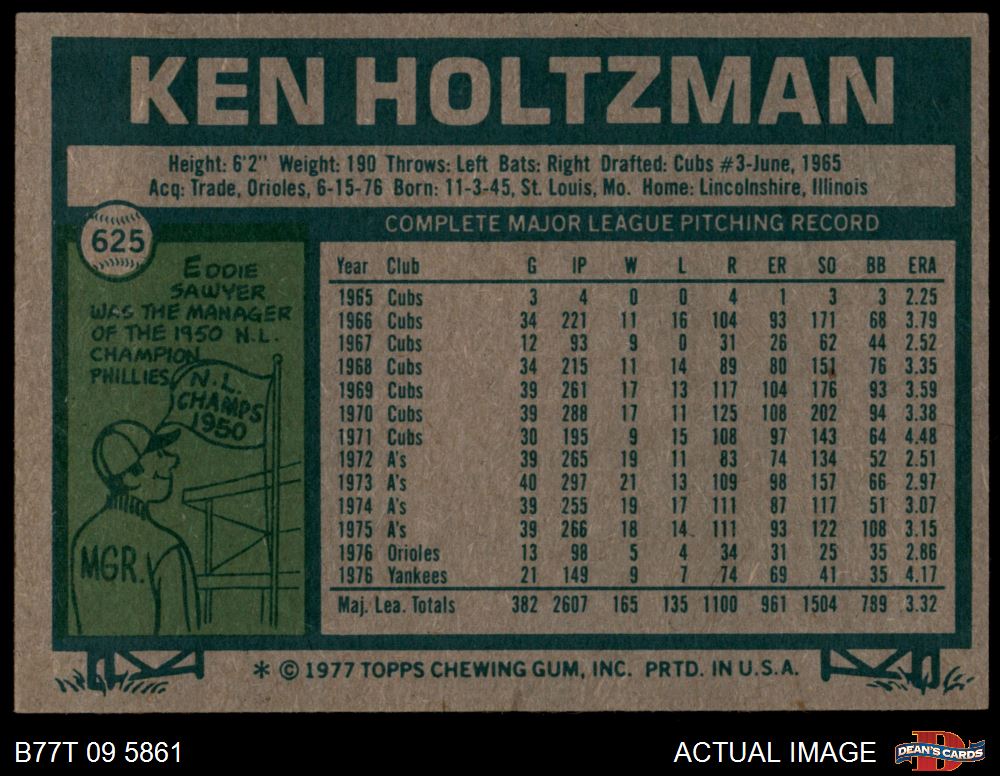 KEN HOLTZMAN
Height: 6'2" Weight: 190 Throws: Left Bats: Right Drafted: Cubs #3-June, 1965
Acq: Trade, Orioles, 6-15-76 Born: 11-3-45, St. Louis, Mo. Home: Lincolnshire, Illinois
625
EDDIE
SAWYER
WAS THE MANAGER
OF THE 1950 N.L.
CHAMPION
PHILLIES
N.L.
CHAMPS
1950
MGR.
COMPLETE MAJOR LEAGUE PITCHING RECORD
Year Club G IP W L R ER SO BB ERA
1965 Cubs 3 4 0 0 4 1 3 3 2.25
1966 Cubs 34 221 11 16 104 93 171 68 3.79
1967 Cubs 12 93 9 0 31 26 62 44 2.52
1968 Cubs 34 215 11 14 89 80 151 76 3.35
1969 Cubs 39 261 17 13 117 104 176 93 3.59
1970 Cubs 39 288 17 11 125 108 202 94 3.38
1971 Cubs 30 195 9 15 108 97 143 64 4.48
1972 A's 39 265 19 11 83 74 134 52 2.51
1973 A's 40 297 21 13 109 98 157 66 2.97
1974 A's 39 255 19 17 111 87 117 51 3.07
1975 A's 39 266 18 14 111 93 122 108 3.15
1976 Orioles 13 98 5 4 34 31 25 35 2.86
1976 Yankees 21 149 9 7 74 69 41 35 4.17
Maj. Lea. Totals 382 2607 165 135 1100 961 1504 789 3.32
* © 1977 TOPPS CHEWING GUM, INC. PRTD. IN U.S.A.
B77T 09 5861
ACTUAL IMAGE
DEAN'S CARDS